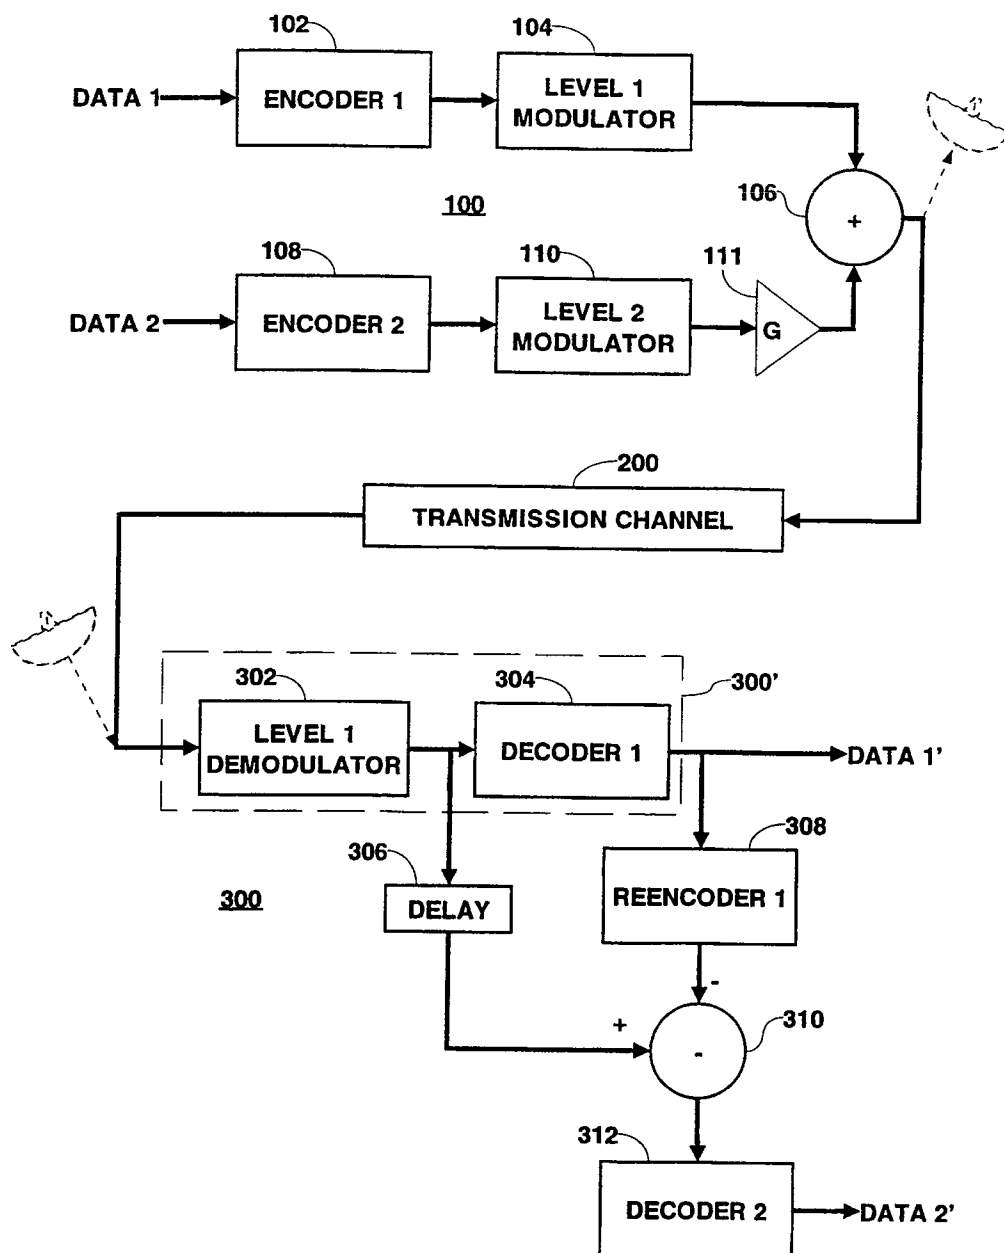 102
104
DATA 1
ENCODER 1
LEVEL 1
MODULATOR
100
106
+
108
110
111
DATA 2
ENCODER 2
LEVEL 2
MODULATOR
G
200
TRANSMISSION CHANNEL
302
304
300'
LEVEL 1
DEMODULATOR
DECODER 1
DATA 1'
306
308
300
DELAY
REENCODER 1
-
+
310
-
312
DECODER 2
DATA 2'